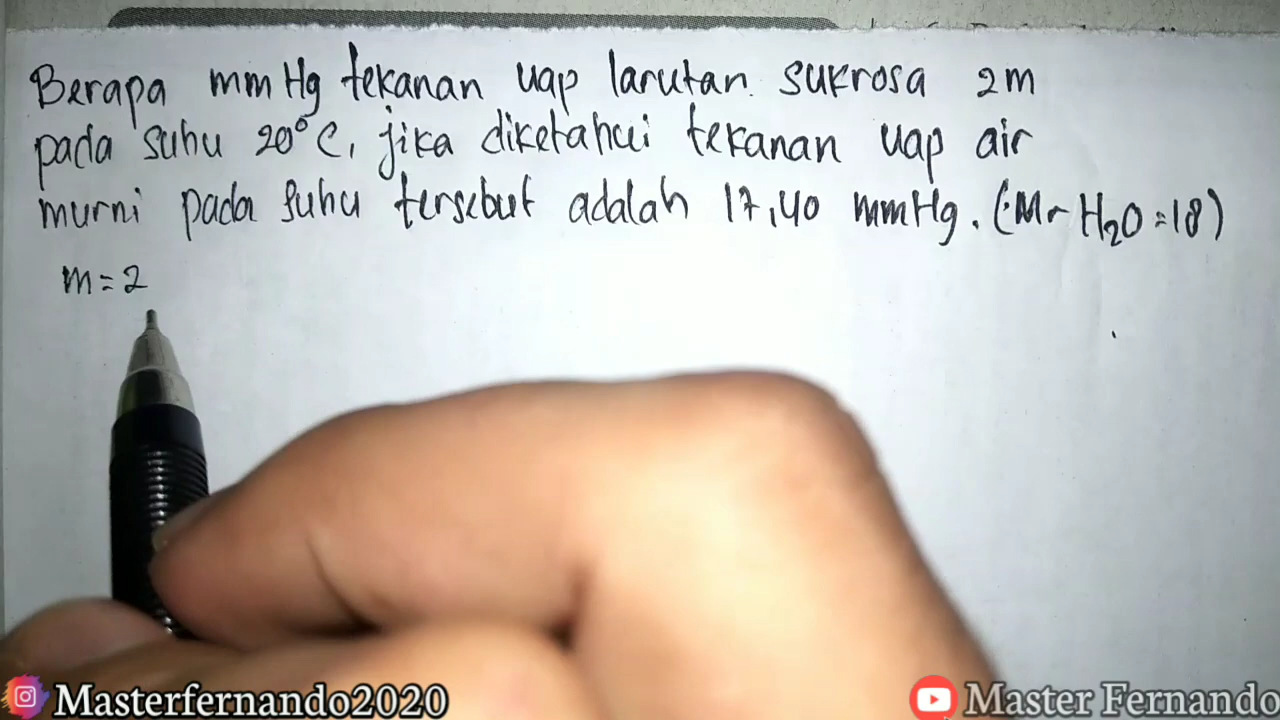 Berapa mmHg tekanan uap larutan sukrosa 2m
pada suhu 20°C, jika diketahui tekanan uap air
murni pada suhu tersebut adalah 17,40 mmHg. (Mr H₂O=18)
m=2
Masterfernando2020
Master Fernando